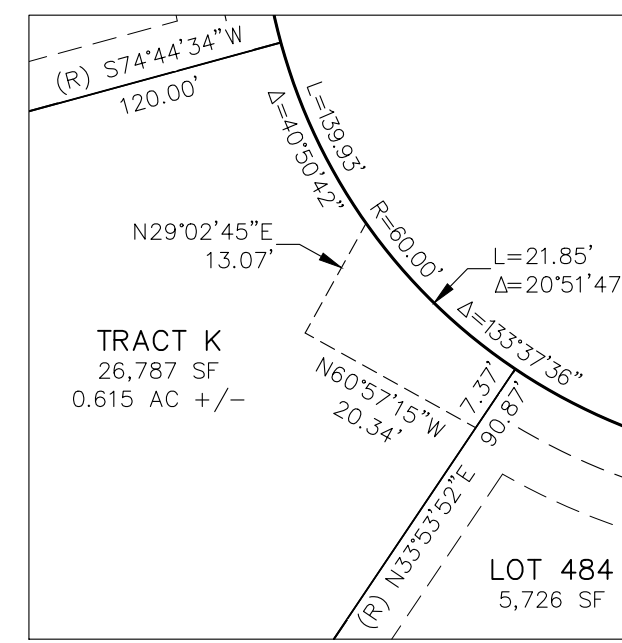 (R) S74°44'34"W
120.00'
L=139.93'
Δ=40°50'42"
R=60.00'
N29°02'45"E
13.07'
L=21.85'
Δ=20°51'47
Δ=133°37'36"
TRACT K
26,787 SF
0.615 AC +/-
N60°57'15"W
20.34'
7.37'
90.87'
(R) N33°53'52"E
LOT 484
5,726 SF